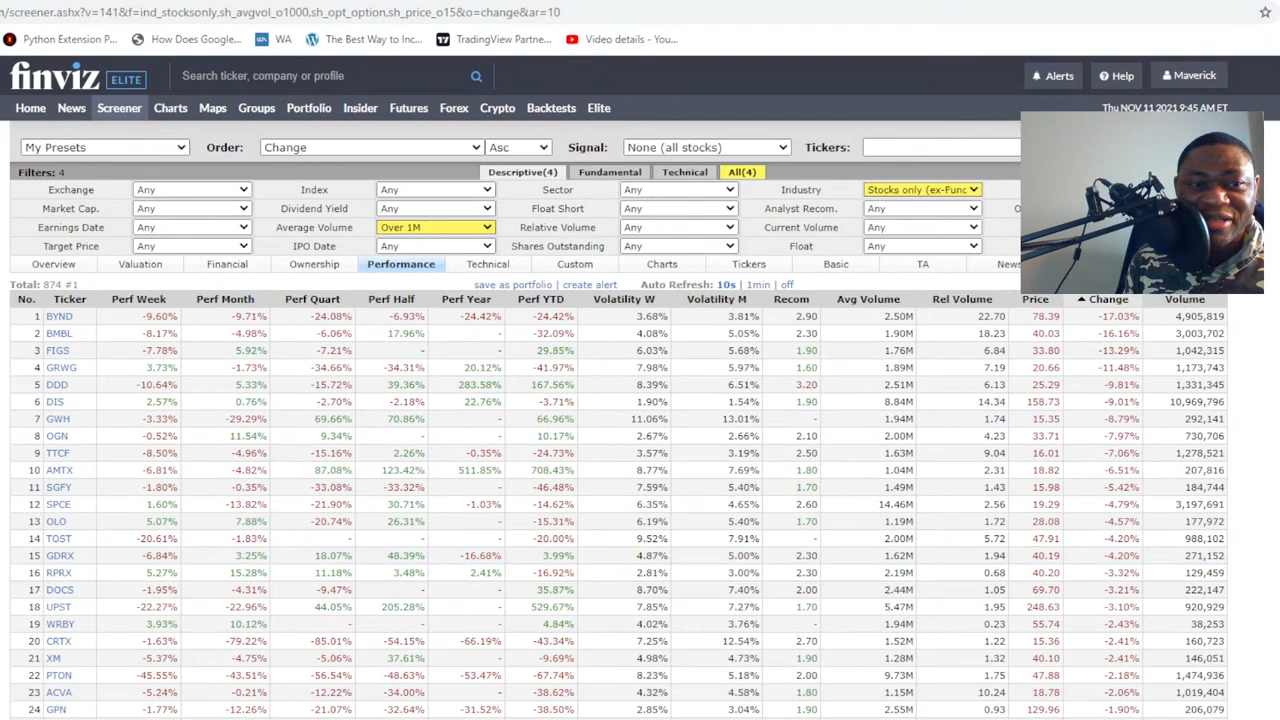 n/screener.ashx?v=141&f=ind_stocksonly,sh_avgvol_o1000,sh_opt_option,sh_price_o15&o=change&ar=10
Python Extension P... How Does Google... WA The Best Way to Inc... TradingView Partne... Video details - You...
finviz ELITE Search ticker, company or profile Alerts Help Maverick
Home News Screener Charts Maps Groups Portfolio Insider Futures Forex Crypto Backtests Elite Thu NOV 11 2021 9:45 AM ET
My Presets Order: Change Asc Signal: None (all stocks) Tickers:
Filters: 4 Descriptive(4) Fundamental Technical All(4)
Exchange Any Index Any Sector Any Industry Stocks only (ex-Func
Market Cap. Any Dividend Yield Any Float Short Any Analyst Recom. Any O
Earnings Date Any Average Volume Over 1M Relative Volume Any Current Volume Any
Target Price Any IPO Date Any Shares Outstanding Any Float Any
Overview Valuation Financial Ownership Performance Technical Custom Charts Tickers Basic TA News
Total: 874 #1 save as portfolio | create alert Auto Refresh: 10s | 1min | off
No. Ticker Perf Week Perf Month Perf Quart Perf Half Perf Year Perf YTD Volatility W Volatility M Recom Avg Volume Rel Volume Price Change Volume
1 BYND -9.60% -9.71% -24.08% -6.93% -24.42% -24.42% 3.68% 3.81% 2.90 2.50M 22.70 78.39 -17.03% 4,905,819
2 BMBL -8.17% -4.98% -6.06% 17.96% - -32.09% 4.08% 5.05% 2.30 1.90M 18.23 40.03 -16.16% 3,003,702
3 FIGS -7.78% 5.92% -7.21% - - 29.85% 6.03% 5.68% 1.90 1.76M 6.84 33.80 -13.29% 1,042,315
4 GRWG 3.73% -1.73% -34.66% -34.31% 20.12% -41.97% 7.98% 5.97% 1.60 1.89M 7.19 20.66 -11.48% 1,173,743
5 DDD -10.64% 5.33% -15.72% 39.36% 283.58% 167.56% 8.39% 6.51% 3.20 2.51M 6.13 25.29 -9.81% 1,331,345
6 DIS 2.57% 0.76% -2.70% -2.18% 22.76% -3.71% 1.90% 1.54% 1.90 8.84M 14.34 158.73 -9.01% 10,969,796
7 GWH -3.33% -29.29% 69.66% 70.86% - 66.96% 11.06% 13.01% - 1.94M 1.74 15.35 -8.79% 292,141
8 OGN -0.52% 11.54% 9.34% - - 10.17% 2.67% 2.66% 2.10 2.00M 4.23 33.71 -7.97% 730,706
9 TTCF -8.50% -4.96% -15.16% 2.26% -0.35% -24.73% 3.57% 3.19% 2.50 1.63M 9.04 16.01 -7.06% 1,278,521
10 AMTX -6.81% -4.82% 87.08% 123.42% 511.85% 708.43% 8.77% 7.69% 1.80 1.04M 2.31 18.82 -6.51% 207,816
11 SGFY -1.80% -0.35% -33.08% -33.32% - -46.48% 7.59% 5.40% 1.70 1.49M 1.43 15.98 -5.42% 184,744
12 SPCE 1.60% -13.82% -21.90% 30.71% -1.03% -14.62% 6.35% 4.65% 2.60 14.46M 2.56 19.29 -4.79% 3,197,691
13 OLO 5.07% 7.88% -20.74% 26.31% - -15.31% 6.19% 5.40% 1.70 1.19M 1.72 28.08 -4.57% 177,972
14 TOST -20.61% -1.83% - - - -20.00% 9.52% 7.91% - 2.00M 5.72 47.91 -4.20% 988,102
15 GDRX -6.84% 3.25% 18.07% 48.39% -16.68% 3.99% 4.87% 5.00% 2.30 1.62M 1.94 40.19 -4.20% 271,152
16 RPRX 5.27% 15.28% 11.18% 3.48% 2.41% -16.92% 2.81% 3.00% 2.30 2.19M 0.68 40.20 -3.32% 129,459
17 DOCS -1.95% -4.31% -9.47% - - 35.87% 8.70% 7.40% 2.00 2.44M 1.05 69.70 -3.21% 222,147
18 UPST -22.27% -22.96% 44.05% 205.28% - 529.67% 7.85% 7.27% 1.70 5.47M 1.95 248.63 -3.10% 920,929
19 WRBY 3.93% 10.12% - - - 4.84% 4.02% 3.76% - 1.94M 0.23 55.74 -2.43% 38,253
20 CRTX -1.63% -79.22% -85.01% -54.15% -66.19% -43.34% 7.25% 12.54% 2.70 1.52M 1.22 15.36 -2.41% 160,723
21 XM -5.37% -4.75% -5.06% 37.61% - -9.69% 4.98% 4.73% 1.90 1.28M 1.32 40.10 -2.41% 146,051
22 PTON -45.55% -43.51% -56.54% -48.63% -53.47% -67.74% 8.23% 5.18% 2.00 9.73M 1.75 47.88 -2.18% 1,474,936
23 ACVA -5.24% -0.21% -12.22% -34.00% - -38.62% 4.32% 4.58% 1.80 1.15M 10.24 18.78 -2.06% 1,019,404
24 GPN -1.77% -12.26% -21.07% -32.64% -31.52% -38.50% 2.85% 3.04% 1.90 2.55M 0.93 129.96 -1.90% 206,079